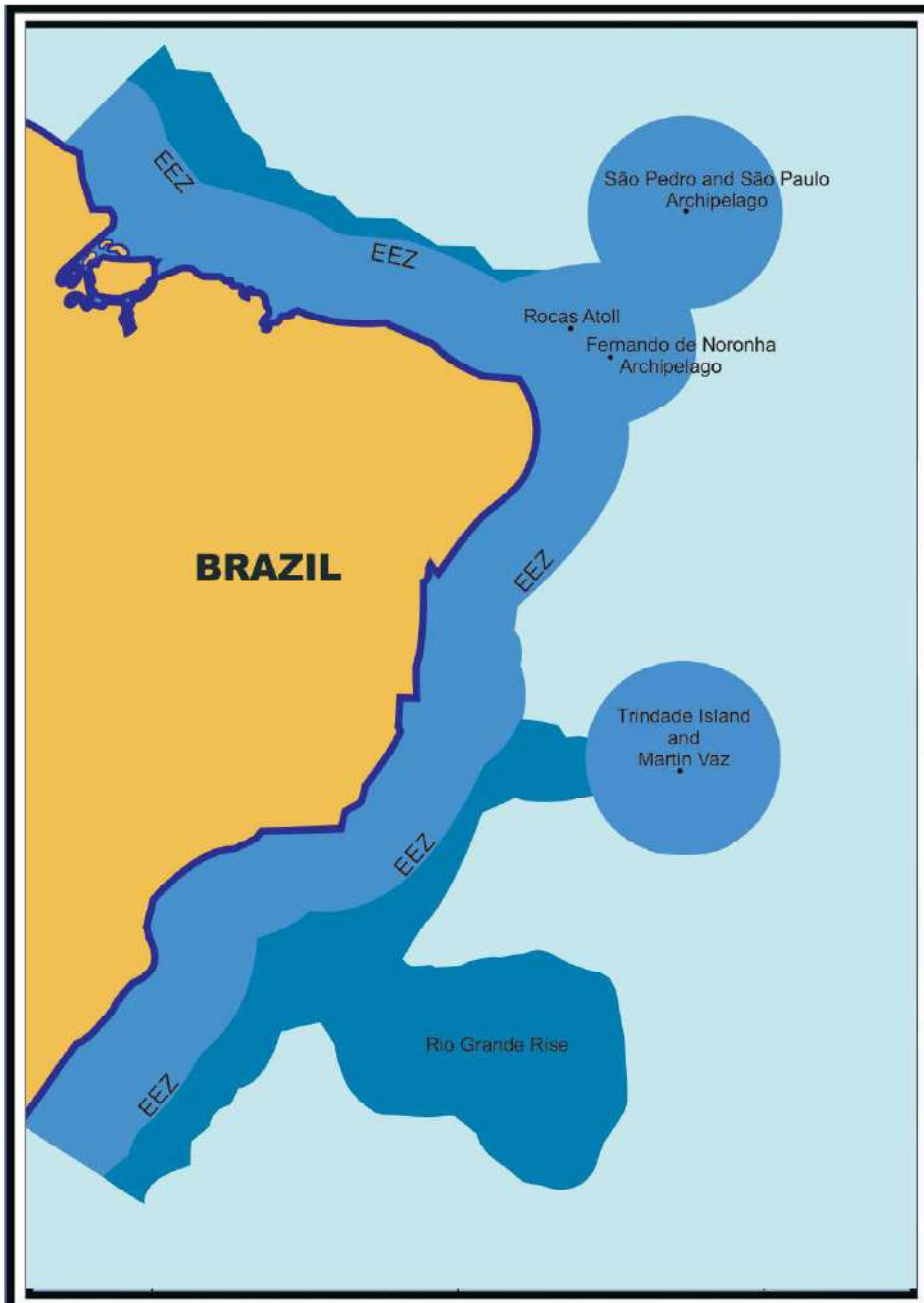 EEZ
São Pedro and São Paulo
Archipelago
EEZ
Rocas Atoll
Fernando de Noronha
Archipelago
BRAZIL
EEZ
Trindade Island
and
Martin Vaz
EEZ
Rio Grande Rise
EEZ